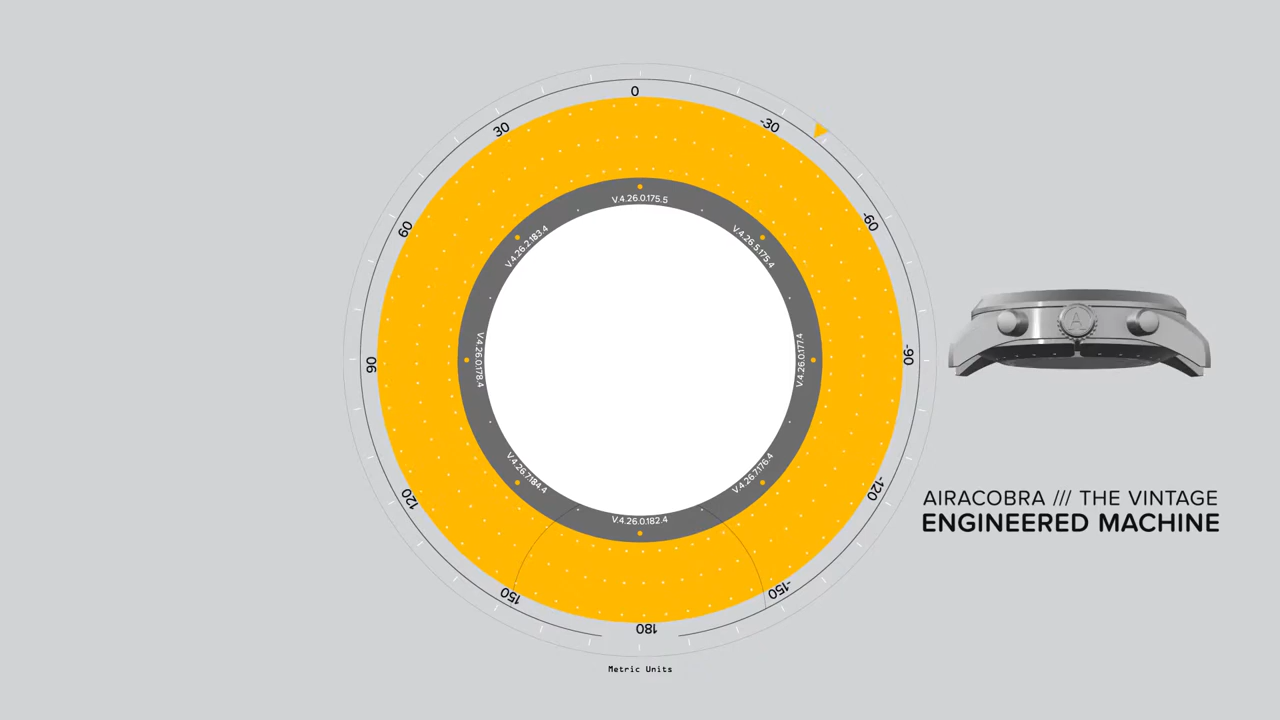 0
-30
-60
-90
-120
-150
180
150
120
90
60
30
V.4.26.0.175.5
V.4.26.5.175.4
V.4.26.0.177.4
V.4.26.7.176.4
V.4.26.0.182.4
V.4.26.7.184.4
V.4.26.0.178.4
V.4.26.2.183.4
A
AIRACOBRA /// THE VINTAGE
ENGINEERED MACHINE
Metric Units